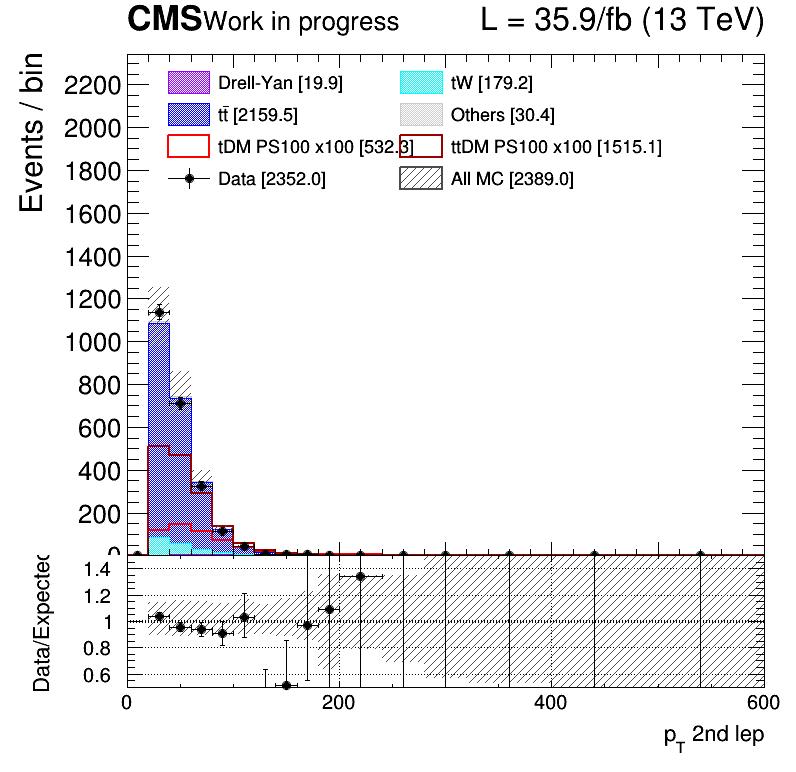 CMS Work in progress L = 35.9/fb (13 TeV)
Events / bin
2200
2000
1800
1600
1400
1200
1000
800
600
400
200
0
Drell-Yan [19.9] tW [179.2]
tt̄ [2159.5] Others [30.4]
tDM PS100 x100 [532.3] ttDM PS100 x100 [1515.1]
Data [2352.0] All MC [2389.0]
Data/Expected
1.4
1.2
1
0.8
0.6
0 200 400 600
p_T 2nd lep